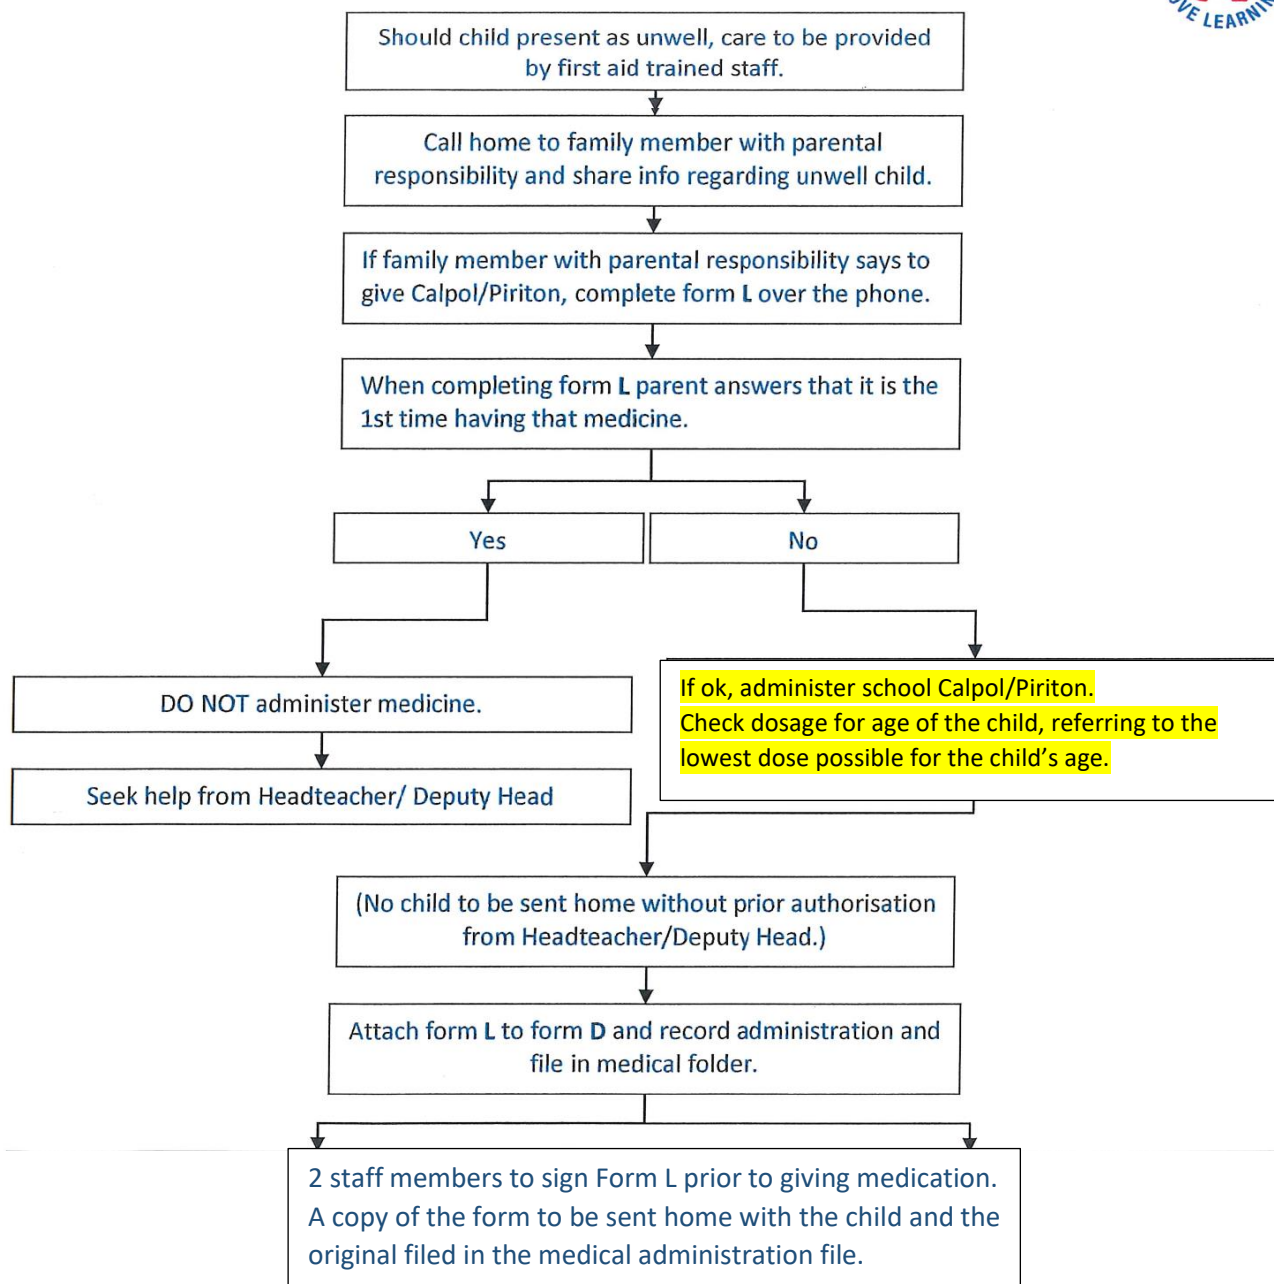 OVE LEARNIN
Should child present as unwell, care to be provided
by first aid trained staff.
Call home to family member with parental
responsibility and share info regarding unwell child.
If family member with parental responsibility says to
give Calpol/Piriton, complete form L over the phone.
When completing form L parent answers that it is the
1st time having that medicine.
Yes
No
DO NOT administer medicine.
Seek help from Headteacher/ Deputy Head
If ok, administer school Calpol/Piriton.
Check dosage for age of the child, referring to the
lowest dose possible for the child’s age.
(No child to be sent home without prior authorisation
from Headteacher/Deputy Head.)
Attach form L to form D and record administration and
file in medical folder.
2 staff members to sign Form L prior to giving medication.
A copy of the form to be sent home with the child and the
original filed in the medical administration file.